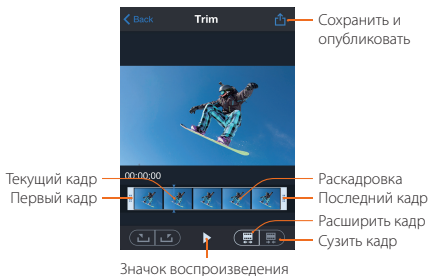 Back
Trim
Сохранить и
опубликовать
00:00;00
Текущий кадр
Первый кадр
Раскадровка
Последний кадр
Расширить кадр
Сузить кадр
Значок воспроизведения